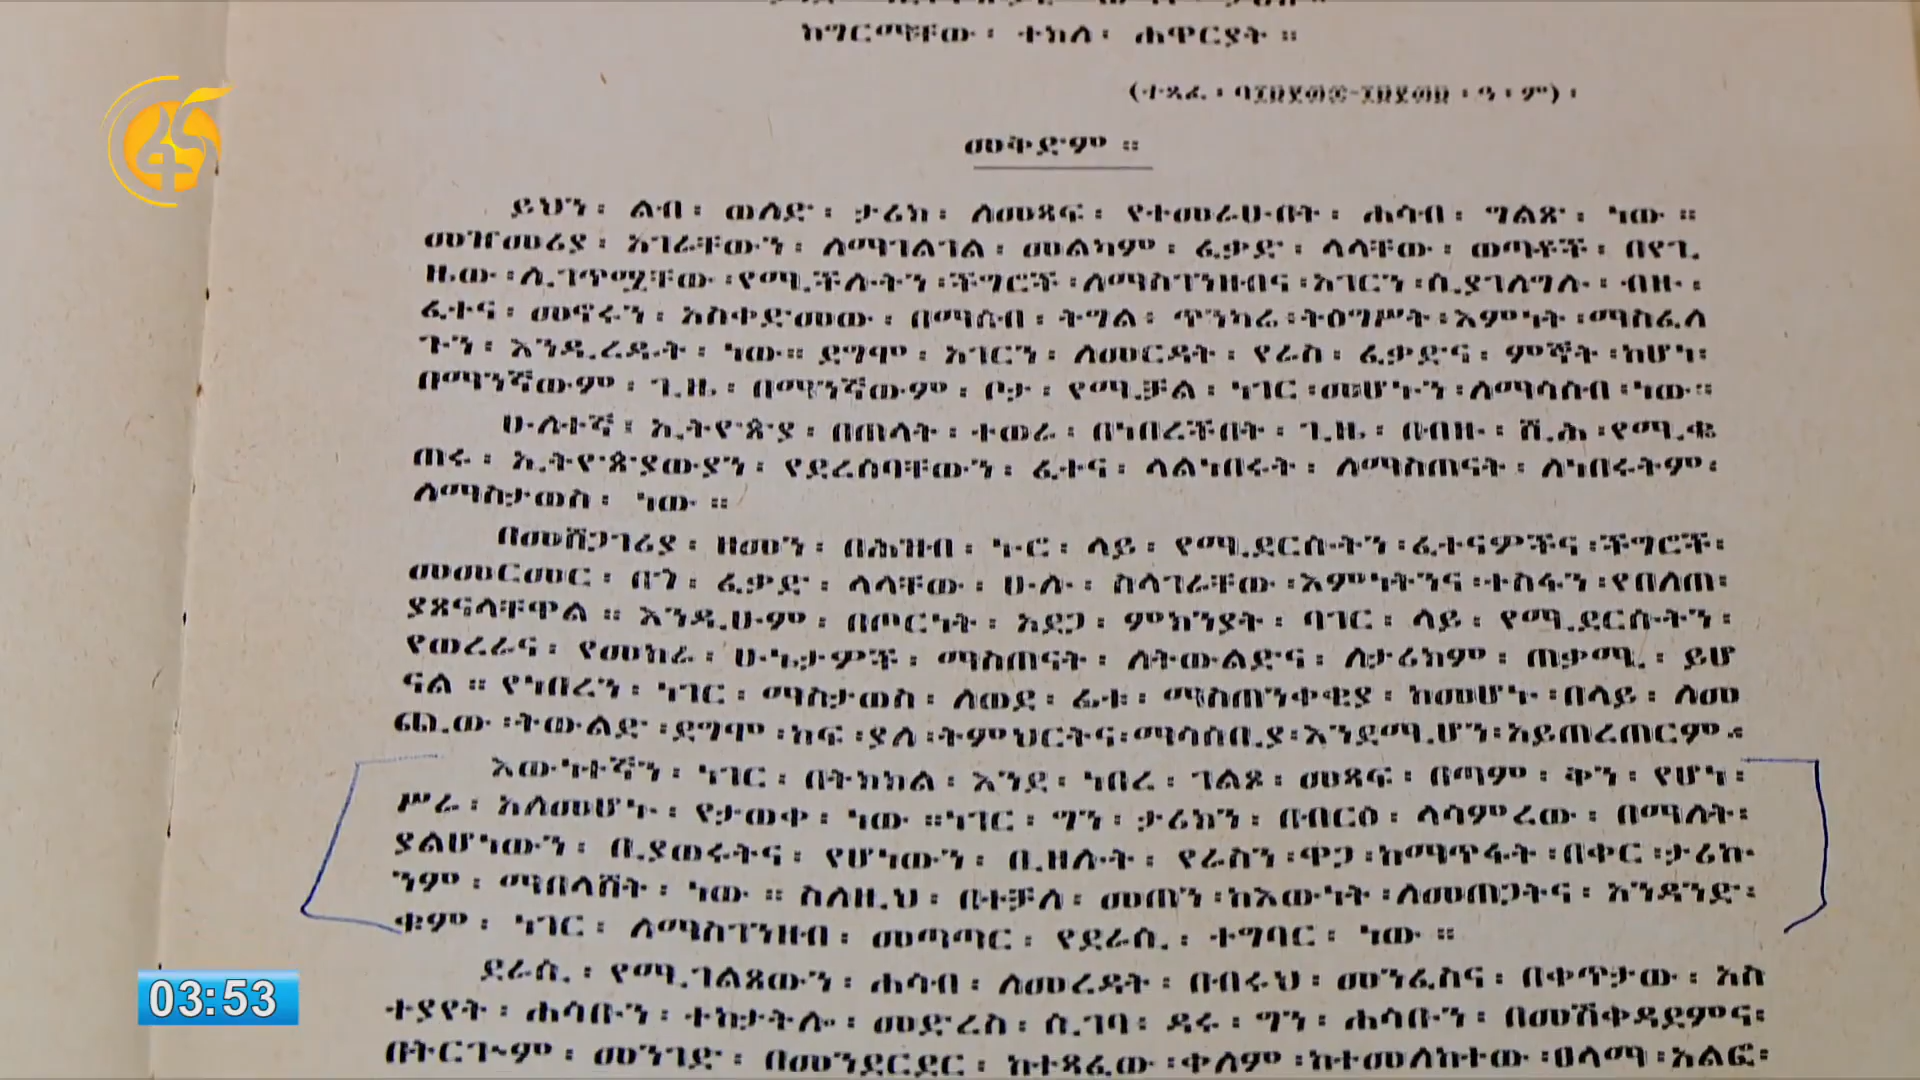 ከግርማቸው ፡ ተክለ ፡ ሐዋርያት ።
መቅድም ።
ይህን ፡ ልብ ፡ ወለድ ፡ ታሪክ ፡ ለመጻፍ ፡ የተመራሁበት ፡ ሐሳብ ፡ ግልጽ ፡ ነው ።
መጀመሪያ ፡ አገራቸውን ፡ ለማገልገል ፡ መልካም ፡ ፈቃድ ፡ ላላቸው ፡ ወጣቶች ፡ በየጊ
ዜው ፡ ሊገጥሟቸው ፡ የሚችሉትን ፡ ችግሮች ፡ ለማስገንዘብና ፡ አገርን ፡ ሲያገለግሉ ፡ ብዙ ፡
ፈተና ፡ መኖሩን ፡ አስቀድመው ፡ በማሰብ ፡ ትግል ፡ ጥንካሬ ፡ ትዕግሥት ፡ እምነት ፡ ማስፈለ
ጉን ፡ እንዲረዱት ፡ ነው ። ደግሞ ፡ አገርን ፡ ለመርዳት ፡ የራስ ፡ ፈቃድና ፡ ምኞት ፡ ከሆነ ፡
በማንኛውም ፡ ጊዜ ፡ በማንኛውም ፡ ቦታ ፡ የሚቻል ፡ ነገር ፡ መሆኑን ፡ ለማሳሰብ ፡ ነው ።
ሁለተኛ ፡ ኢትዮጵያ ፡ በጠላት ፡ ተወራ ፡ በነበረችበት ፡ ጊዜ ፡ በብዙ ፡ ሺሕ ፡ የሚቈ
ጠሩ ፡ ኢትዮጵያውያን ፡ የደረሰባቸውን ፡ ፈተና ፡ ላልነበሩት ፡ ለማስጠናት ፡ ለነበሩትም ፡
ለማስታወስ ፡ ነው ።
በመሸጋገሪያ ፡ ዘመን ፡ በሕዝብ ፡ ኑሮ ፡ ላይ ፡ የሚደርሱትን ፡ ፈተናዎችና ፡ ችግሮች ፡
መመርመር ፡ በጎ ፡ ፈቃድ ፡ ላላቸው ፡ ሁሉ ፡ ስላገራቸው ፡ እምነትንና ፡ ተስፋን ፡ የበለጠ ፡
ያጸናላቸዋል ። እንዲሁም ፡ በጦርነት ፡ አደጋ ፡ ምክንያት ፡ ባገር ፡ ላይ ፡ የሚደርሱትን ፡
የወረራና ፡ የመከራ ፡ ሁኔታዎች ፡ ማስጠናት ፡ ለትውልድና ፡ ለታሪክም ፡ ጠቃሚ ፡ ይሆ
ናል ። የነበረን ፡ ነገር ፡ ማስታወስ ፡ ለወደ ፡ ፊቱ ፡ ማስጠንቀቂያ ፡ ከመሆኑ ፡ በላይ ፡ ለመ
ጪው ፡ ትውልድ ፡ ደግሞ ፡ ከፍ ፡ ያለ ፡ ትምህርትና ፡ ማሳሰቢያ ፡ እንደሚሆን ፡ አይጠረጠርም ።
እውነተኛን ፡ ነገር ፡ በትክክል ፡ እንደ ፡ ነበረ ፡ ገልጾ ፡ መጻፍ ፡ በጣም ፡ ቅን ፡ የሆነ ፡
ሥራ ፡ አለመሆኑ ፡ የታወቀ ፡ ነው ። ነገር ፡ ግን ፡ ታሪክን ፡ በብርዕ ፡ ላሳምረው ፡ በማለት ፡
ያልሆነውን ፡ ቢያወሩትና ፡ የሆነውን ፡ ቢዘሉት ፡ የራስን ፡ ዋጋ ፡ ከማጥፋት ፡ በቀር ፡ ታሪኩ
ንም ፡ ማበላሸት ፡ ነው ። ስለዚህ ፡ በተቻለ ፡ መጠን ፡ ከእውነት ፡ ለመጠጋትና ፡ እንዳንድ ፡
ቁም ፡ ነገር ፡ ለማስገንዘብ ፡ መጣጣር ፡ የደራሲ ፡ ተግባር ፡ ነው ።
ደራሲ ፡ የሚገልጸውን ፡ ሐሳብ ፡ ለመረዳት ፡ በብሩህ ፡ መንፈስና ፡ በቀጥታው ፡ አስ
ተያየት ፡ ሐሳቡን ፡ ተከታትሎ ፡ መድረስ ፡ ሲገባ ፡ ዳሩ ፡ ግን ፡ ሐሳቡን ፡ በመሽቀዳደምና ፡
በትርጉም ፡ መንገድ ፡ በመንደርደር ፡ ከተጻፈው ፡ ቀለም ፡ ከተመለከተው ፡ ዐላማ ፡ አልፎ ፡
03:53